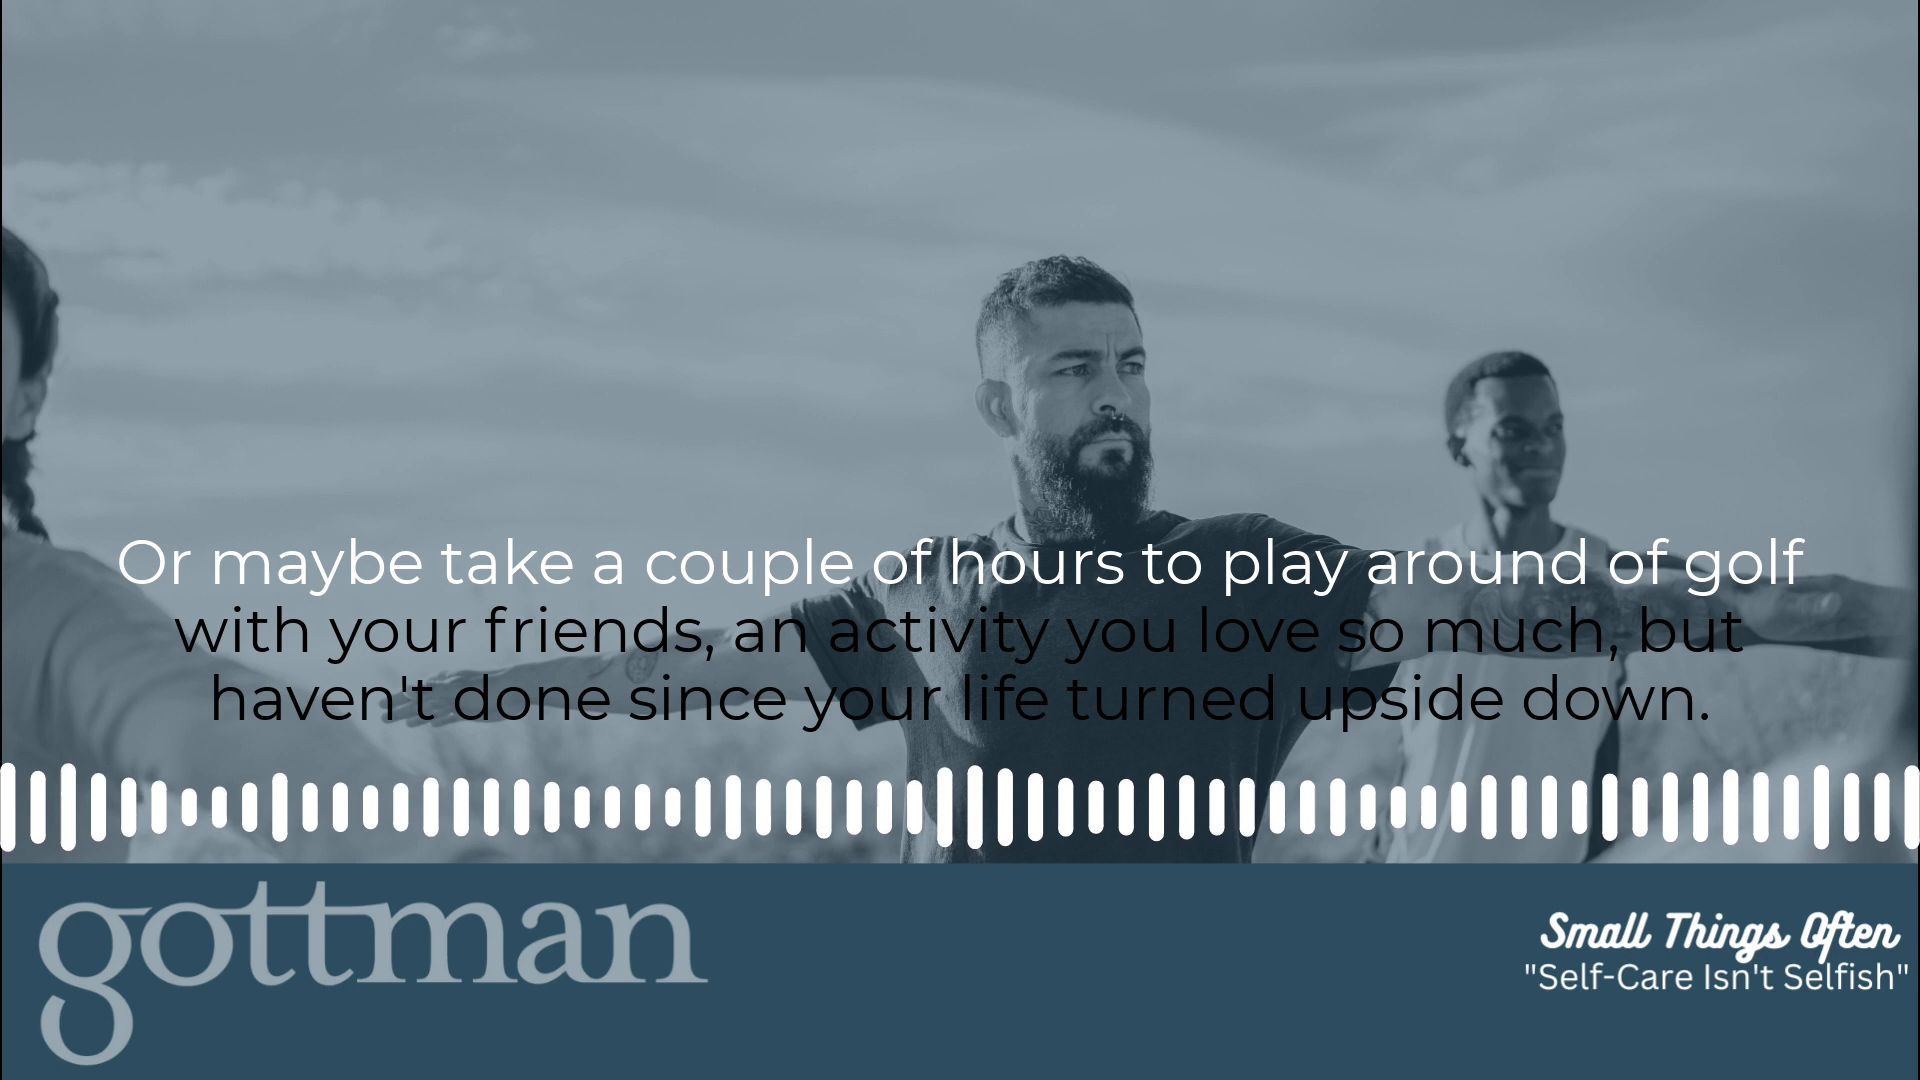 Or maybe take a couple of hours to play around of golf
with your friends, an activity you love so much, but
haven't done since your life turned upside down.
gottman
Small Things Often
"Self-Care Isn't Selfish"